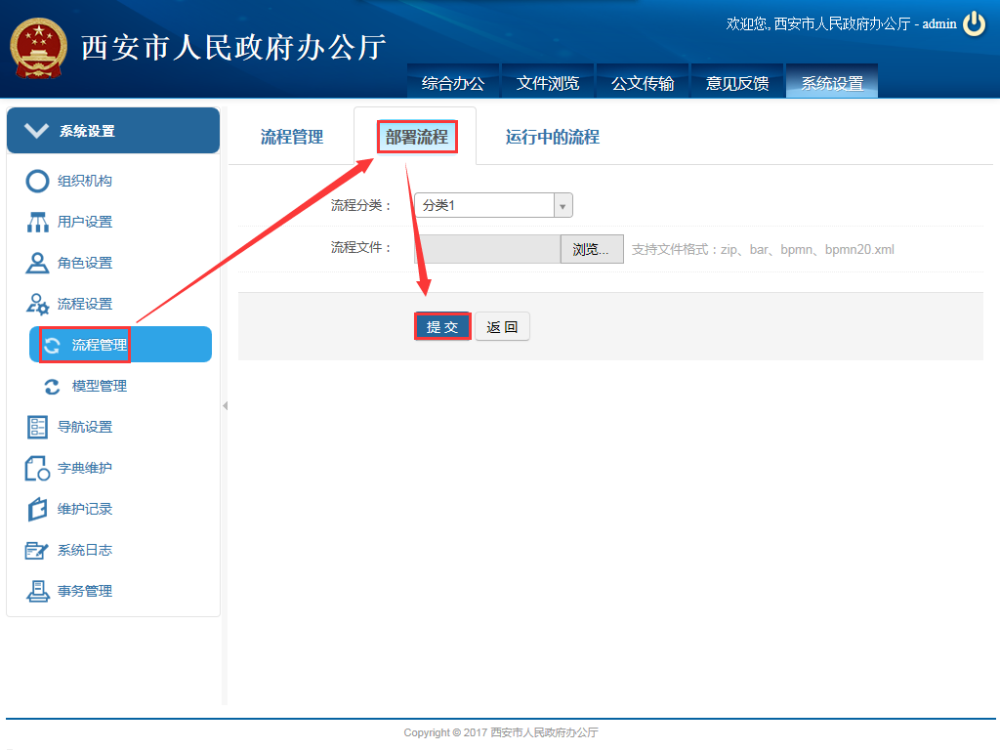 欢迎您, 西安市人民政府办公厅 - admin
西安市人民政府办公厅
综合办公 文件浏览 公文传输 意见反馈 系统设置
系统设置
组织机构
用户设置
角色设置
流程设置
流程管理
模型管理
导航设置
字典维护
维护记录
系统日志
事务管理
流程管理 部署流程 运行中的流程
流程分类： 分类1
流程文件： 浏览... 支持文件格式：zip、bar、bpmn、bpmn20.xml
提 交 返 回
Copyright © 2017 西安市人民政府办公厅